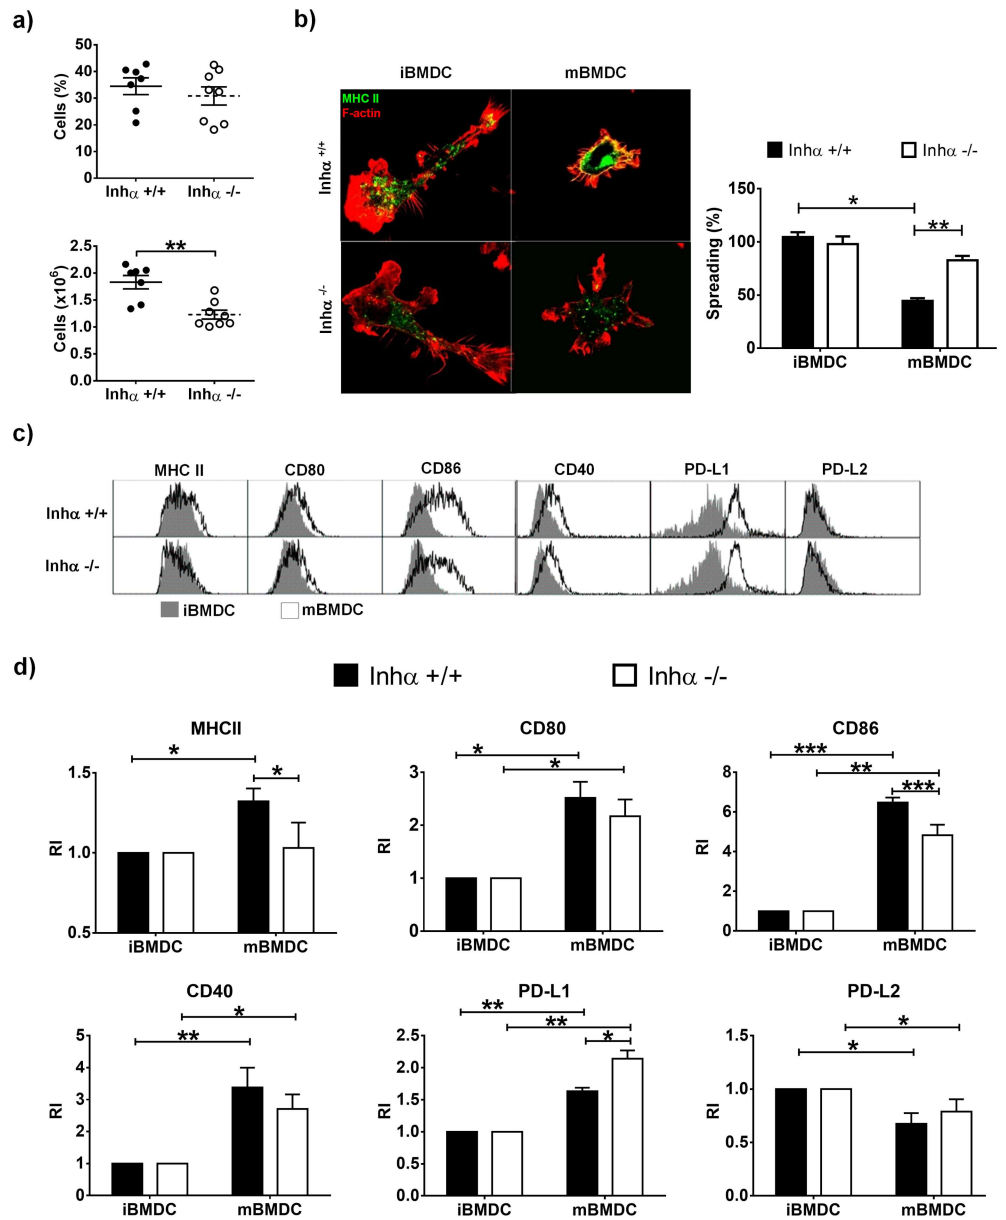 a)
50
40
30
20
10
0
Cells (%)
Inhα +/+ Inhα -/-
**
2.5
2.0
1.5
1.0
0.5
0.0
Cells (x10⁶)
Inhα +/+ Inhα -/-
b)
iBMDC mBMDC
MHC II
F-actin
Inhα +/+
Inhα -/-
Inhα +/+ Inhα -/-
150
100
50
0
Spreading (%)
*
**
iBMDC mBMDC
c)
MHC II CD80 CD86 CD40 PD-L1 PD-L2
Inhα +/+
Inhα -/-
iBMDC mBMDC
d)
Inhα +/+ Inhα -/-
MHCII
*
*
1.5
1.0
0.5
RI
iBMDC mBMDC
CD80
*
*
3
2
1
0
RI
iBMDC mBMDC
CD86
***
**
***
8
6
4
2
0
RI
iBMDC mBMDC
CD40
*
**
5
4
3
2
1
0
RI
iBMDC mBMDC
PD-L1
**
**
*
2.5
2.0
1.5
1.0
0.5
0.0
RI
iBMDC mBMDC
PD-L2
*
*
1.5
1.0
0.5
0.0
RI
iBMDC mBMDC